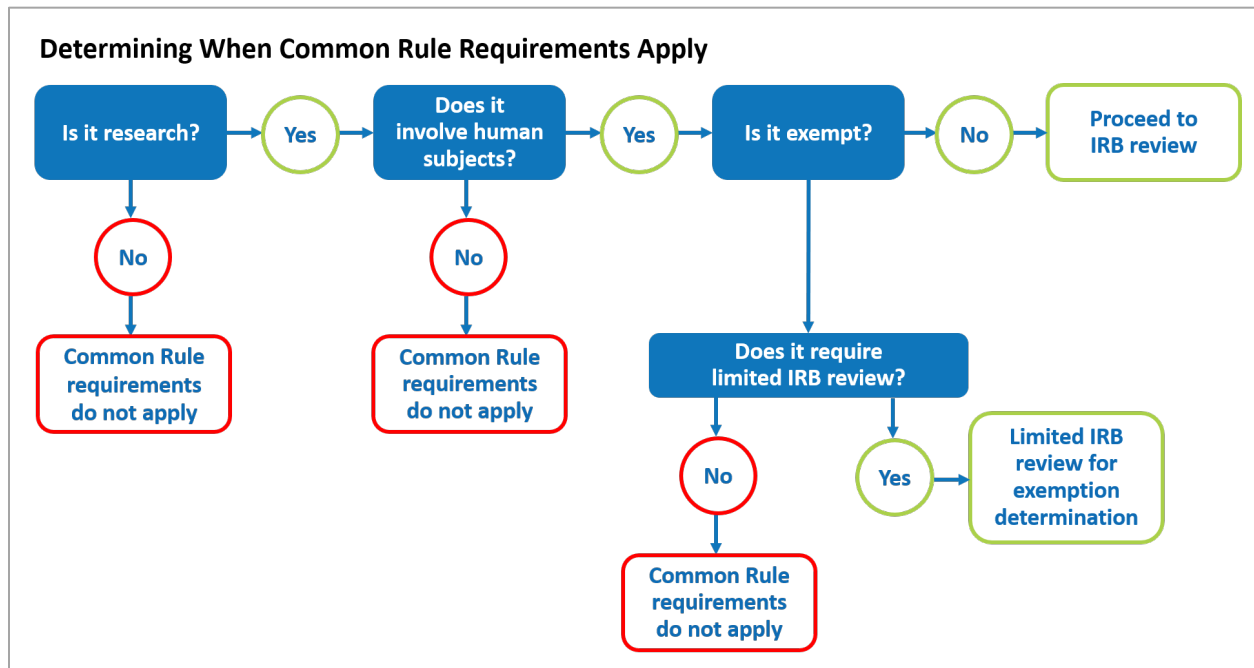 Determining When Common Rule Requirements Apply
Is it research?
Yes
Does it
involve human
subjects?
Yes
Is it exempt?
No
Proceed to
IRB review
No
No
Common Rule
requirements
do not apply
Common Rule
requirements
do not apply
Does it require
limited IRB review?
No
Yes
Limited IRB
review for
exemption
determination
Common Rule
requirements
do not apply